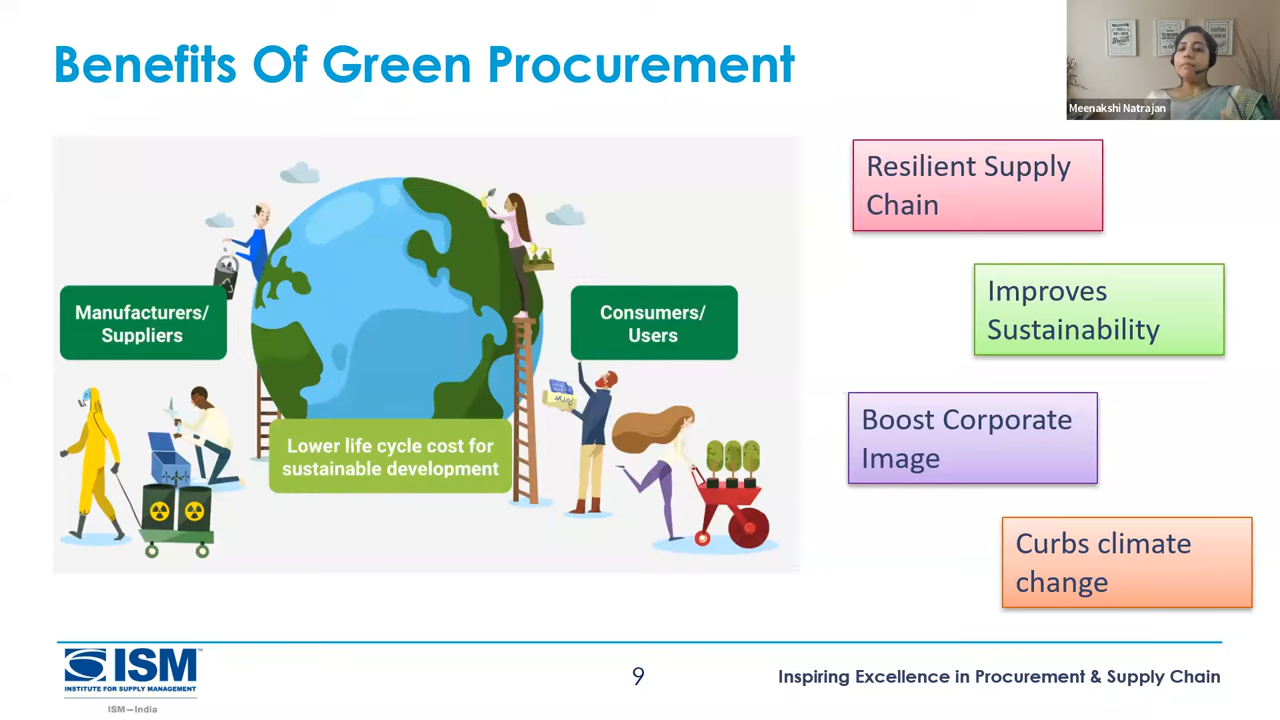 Benefits Of Green Procurement
Meenakshi Natrajan
Resilient Supply
Chain
Improves
Sustainability
Boost Corporate
Image
Curbs climate
change
Manufacturers/
Suppliers
Consumers/
Users
Lower life cycle cost for
sustainable development
ISM
INSTITUTE FOR SUPPLY MANAGEMENT
ISM—India
9
Inspiring Excellence in Procurement & Supply Chain